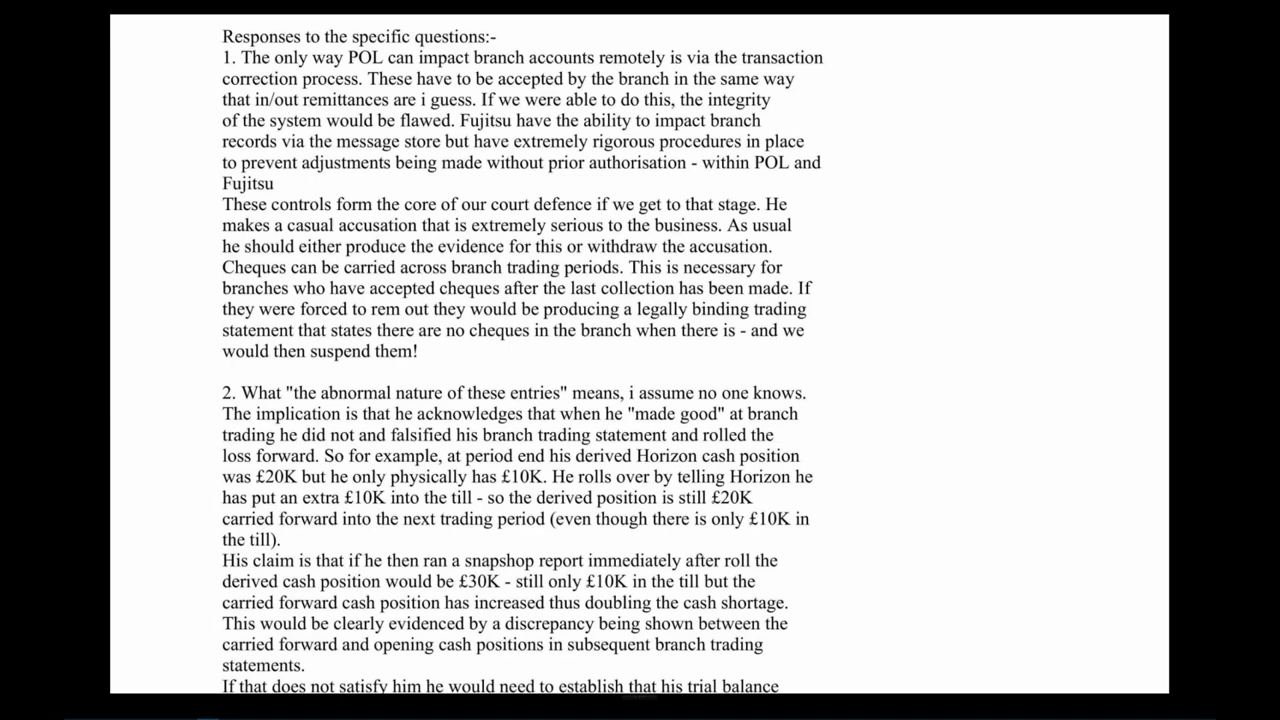 Responses to the specific questions:-
1. The only way POL can impact branch accounts remotely is via the transaction
correction process. These have to be accepted by the branch in the same way
that in/out remittances are i guess. If we were able to do this, the integrity
of the system would be flawed. Fujitsu have the ability to impact branch
records via the message store but have extremely rigorous procedures in place
to prevent adjustments being made without prior authorisation - within POL and
Fujitsu
These controls form the core of our court defence if we get to that stage. He
makes a casual accusation that is extremely serious to the business. As usual
he should either produce the evidence for this or withdraw the accusation.
Cheques can be carried across branch trading periods. This is necessary for
branches who have accepted cheques after the last collection has been made. If
they were forced to rem out they would be producing a legally binding trading
statement that states there are no cheques in the branch when there is - and we
would then suspend them!
2. What "the abnormal nature of these entries" means, i assume no one knows.
The implication is that he acknowledges that when he "made good" at branch
trading he did not and falsified his branch trading statement and rolled the
loss forward. So for example, at period end his derived Horizon cash position
was £20K but he only physically has £10K. He rolls over by telling Horizon he
has put an extra £10K into the till - so the derived position is still £20K
carried forward into the next trading period (even though there is only £10K in
the till).
His claim is that if he then ran a snapshop report immediately after roll the
derived cash position would be £30K - still only £10K in the till but the
carried forward cash position has increased thus doubling the cash shortage.
This would be clearly evidenced by a discrepancy being shown between the
carried forward and opening cash positions in subsequent branch trading
statements.
If that does not satisfy him he would need to establish that his trial balance